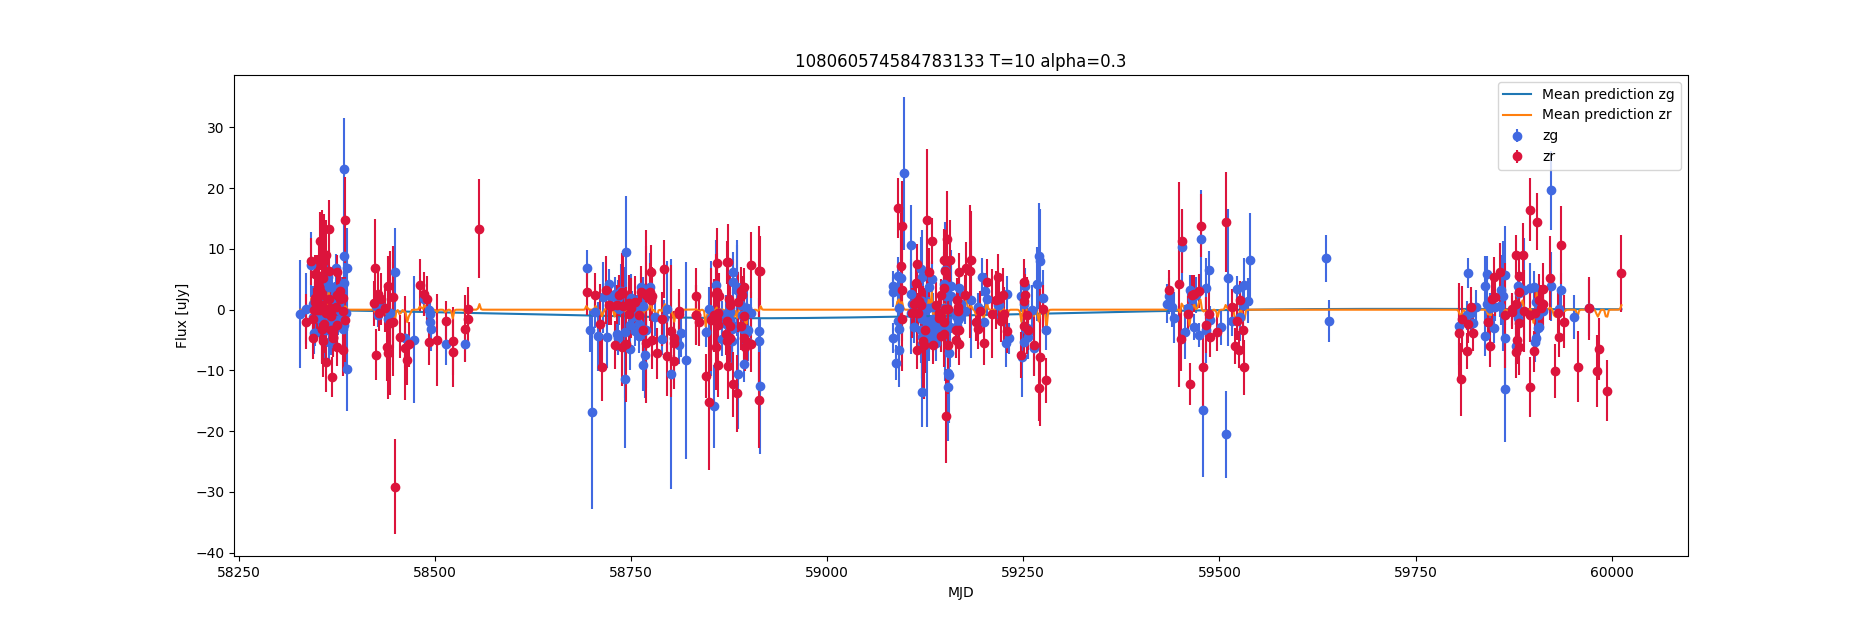 108060574584783133 T=10 alpha=0.3
Mean prediction zg
Mean prediction zr
zg
zr
Flux [uJy]
30
20
10
0
−10
−20
−30
−40
58250 58500 58750 59000 59250 59500 59750 60000
MJD